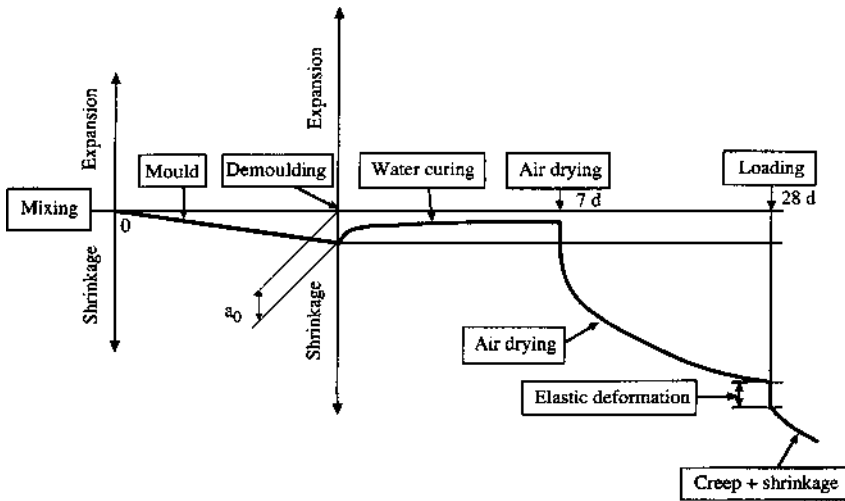 Expansion
Expansion
Mould
Demoulding
Water curing
Air drying
Loading
Mixing
0
7 d
28 d
Shrinkage
a0
Shrinkage
Air drying
Elastic deformation
Creep + shrinkage